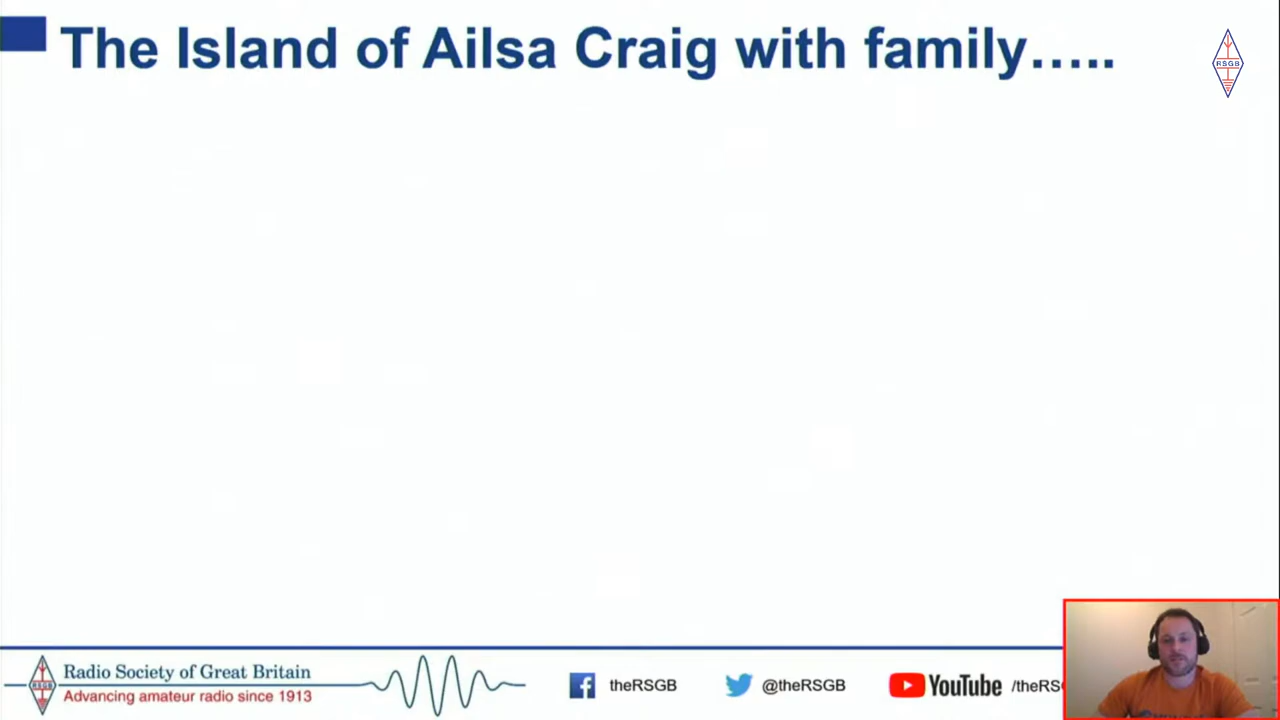 The Island of Ailsa Craig with family…..
RSGB
RSGB
Radio Society of Great Britain
Advancing amateur radio since 1913
theRSGB
@theRSGB
YouTube
/theRS